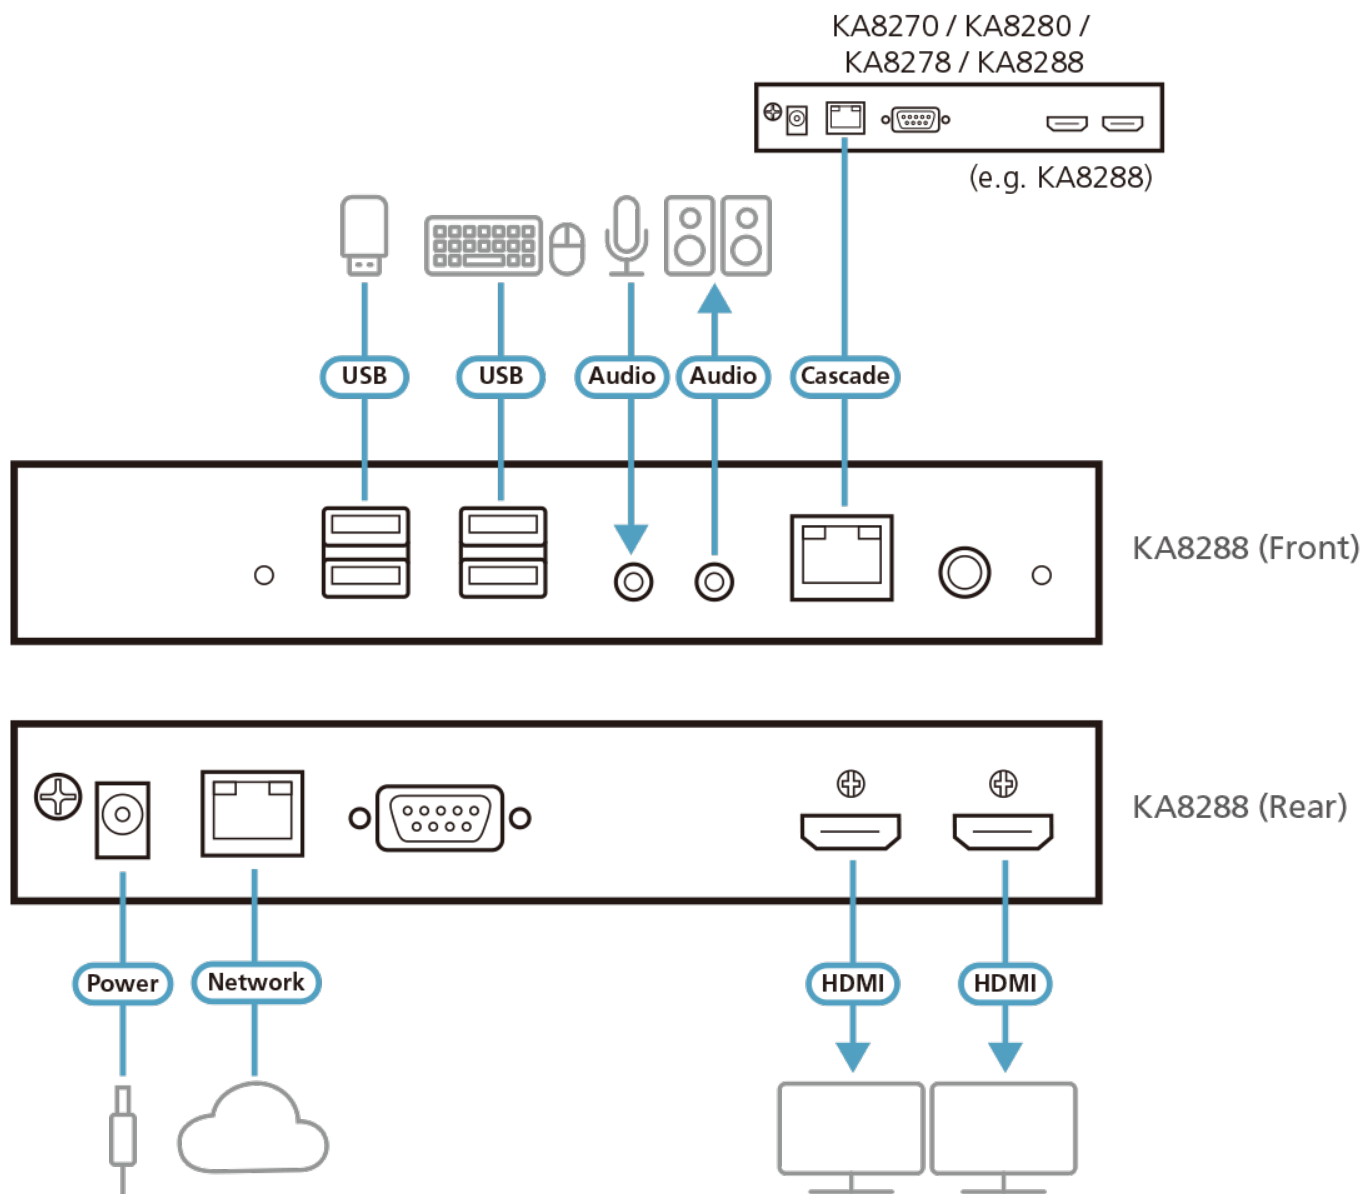 KA8270 / KA8280 /
KA8278 / KA8288
(e.g. KA8288)
USB
USB
Audio
Audio
Cascade
KA8288 (Front)
KA8288 (Rear)
Power
Network
HDMI
HDMI